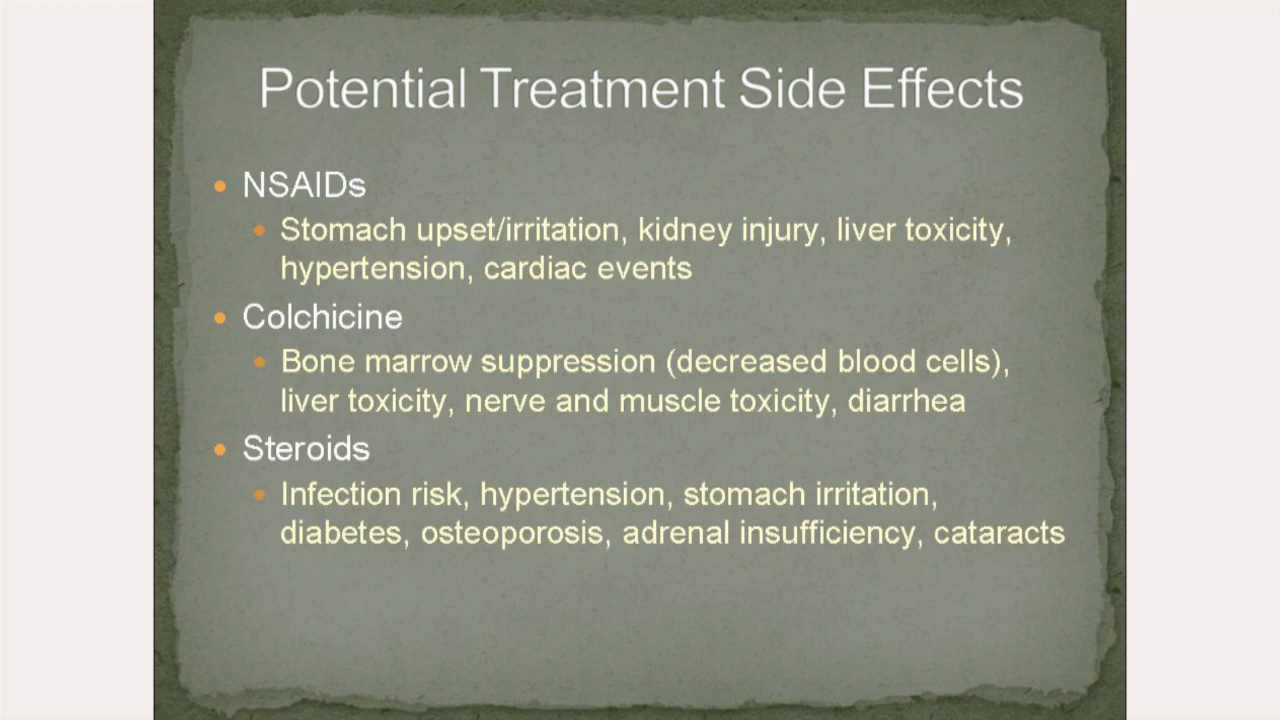 Potential Treatment Side Effects
NSAIDs
Stomach upset/irritation, kidney injury, liver toxicity,
hypertension, cardiac events
Colchicine
Bone marrow suppression (decreased blood cells),
liver toxicity, nerve and muscle toxicity, diarrhea
Steroids
Infection risk, hypertension, stomach irritation,
diabetes, osteoporosis, adrenal insufficiency, cataracts